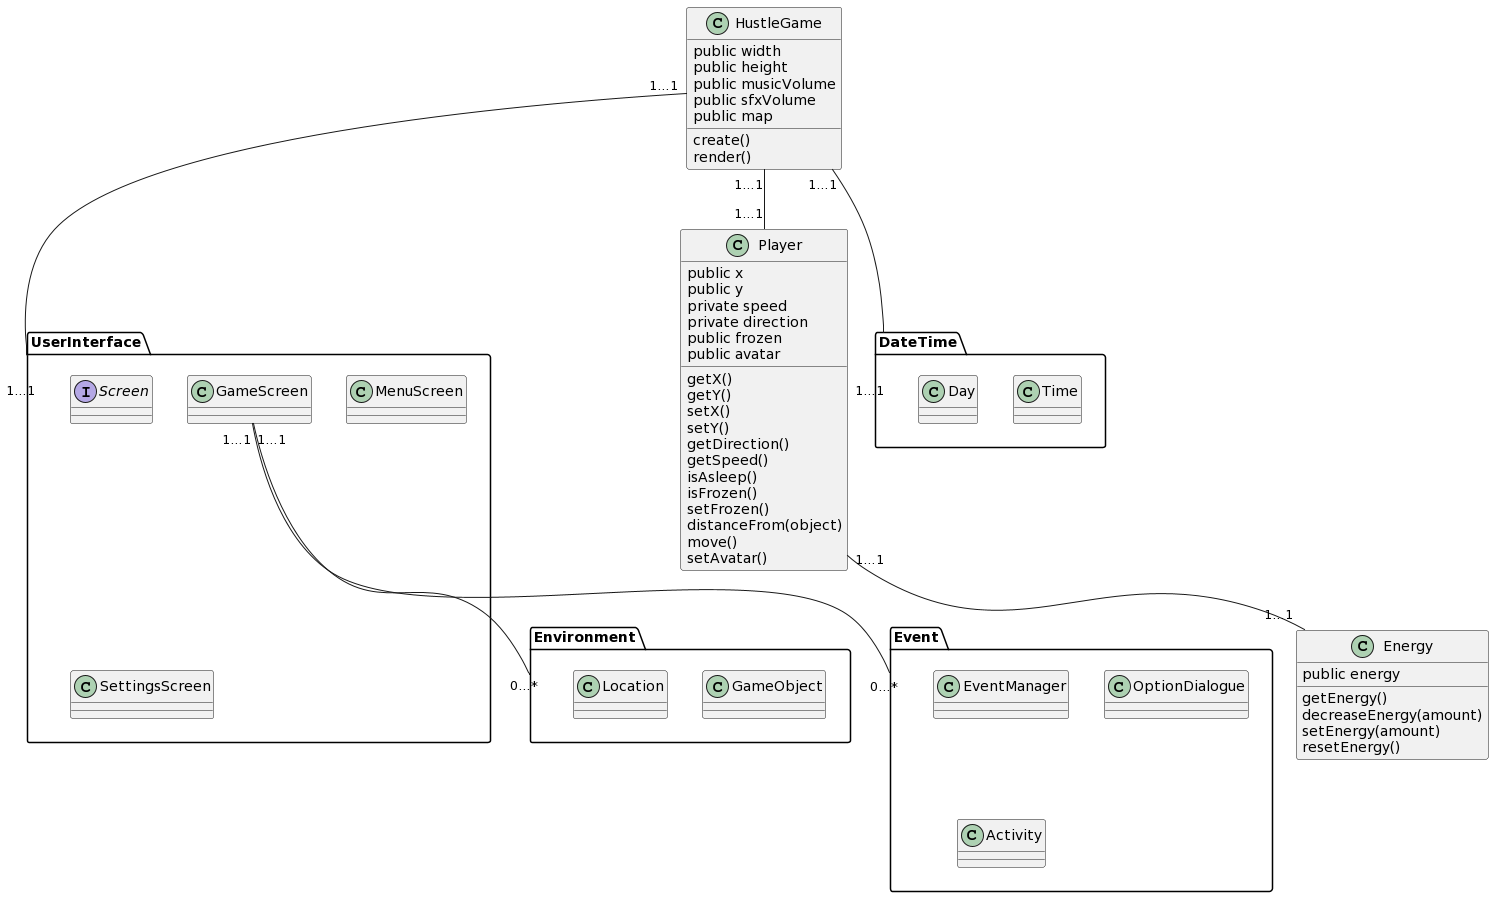 C HustleGame
public width
public height
public musicVolume
public sfxVolume
public map
create()
render()
1...1
1...1
1...1
1...1
C Player
public x
public y
private speed
private direction
public frozen
public avatar
getX()
getY()
setX()
setY()
getDirection()
getSpeed()
isAsleep()
isFrozen()
setFrozen()
distanceFrom(object)
move()
setAvatar()
UserInterface
1...1
I Screen
C GameScreen
C MenuScreen
1...1
1...1
C SettingsScreen
DateTime
1...1
C Day
C Time
1...1
1...1
Environment
0...*
C Location
C GameObject
Event
0...*
C EventManager
C OptionDialogue
C Activity
C Energy
public energy
getEnergy()
decreaseEnergy(amount)
setEnergy(amount)
resetEnergy()